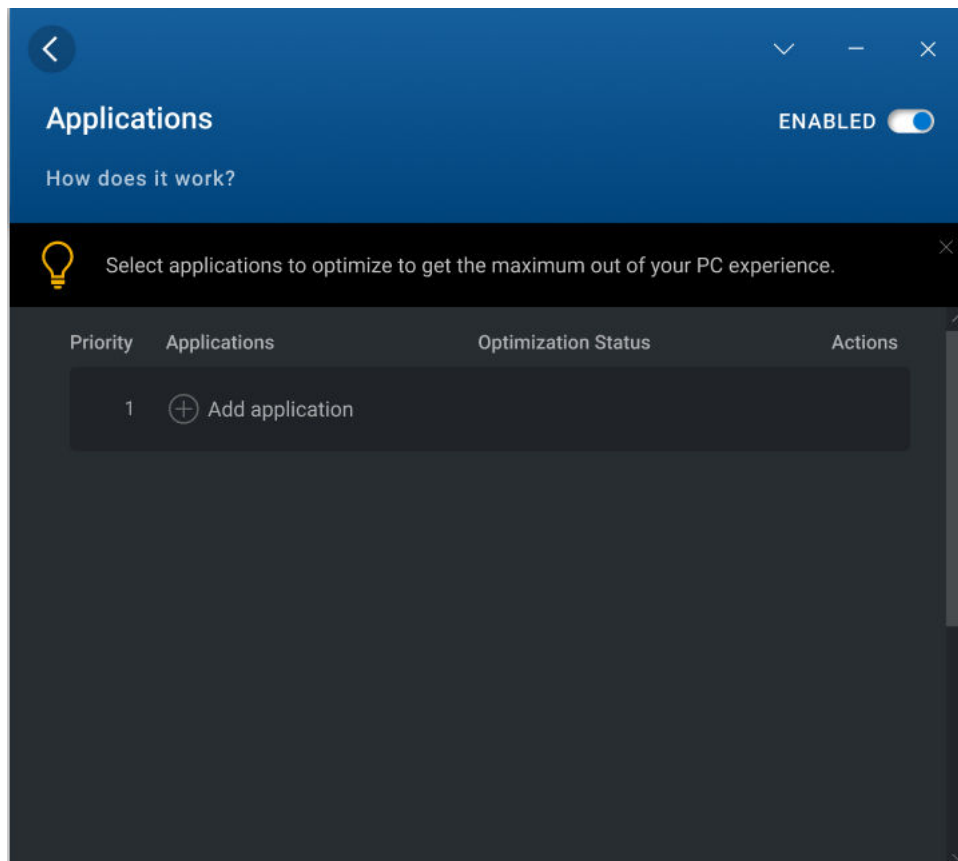 Applications
ENABLED
How does it work?
Select applications to optimize to get the maximum out of your PC experience.
Priority Applications Optimization Status Actions
1 Add application